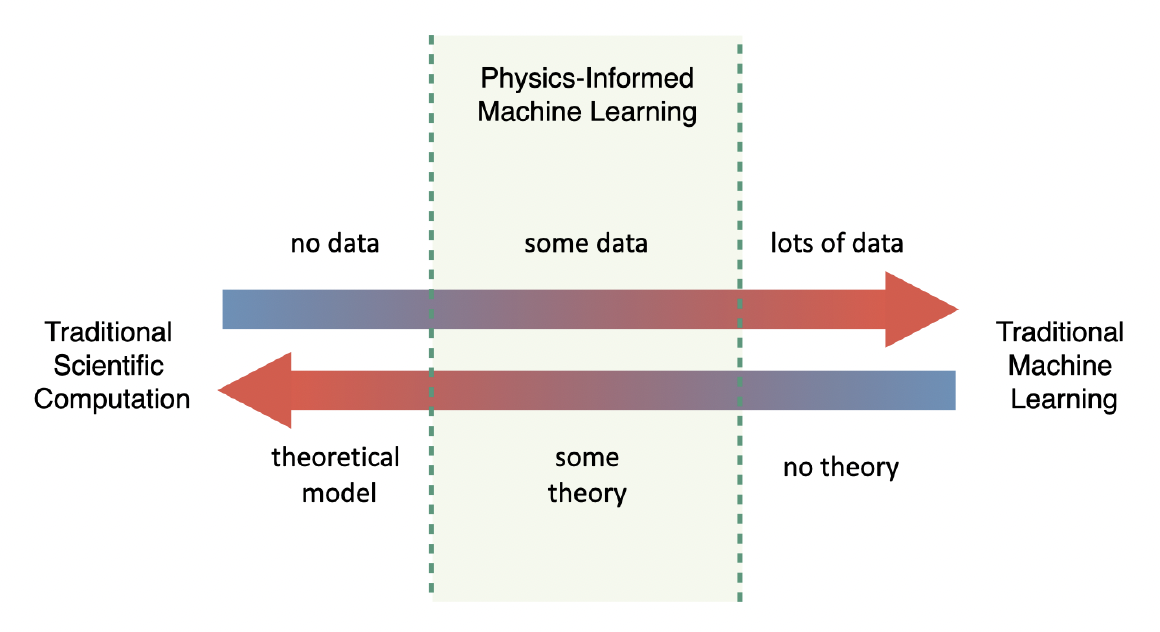 Physics-Informed
Machine Learning
no data
some data
lots of data
Traditional
Scientific
Computation
Traditional
Machine
Learning
theoretical
model
some
theory
no theory